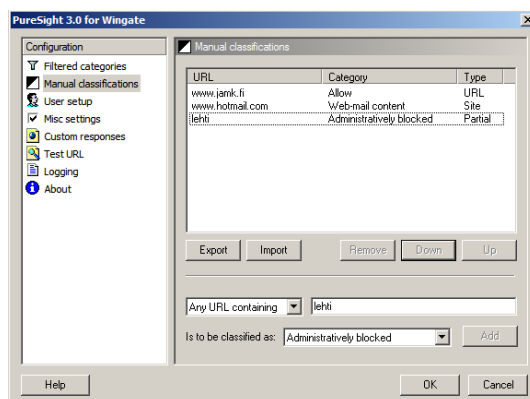 PureSight 3.0 for Wingate
Configuration
Filtered categories
Manual classifications
User setup
Misc settings
Custom responses
Test URL
Logging
About
Manual classifications
URL Category Type
www.jamk.fi Allow URL
www.hotmail.com Web-mail content Site
lehti Administratively blocked Partial
Export Import Remove Down Up
Any URL containing lehti
Is to be classified as: Administratively blocked Add
Help OK Cancel